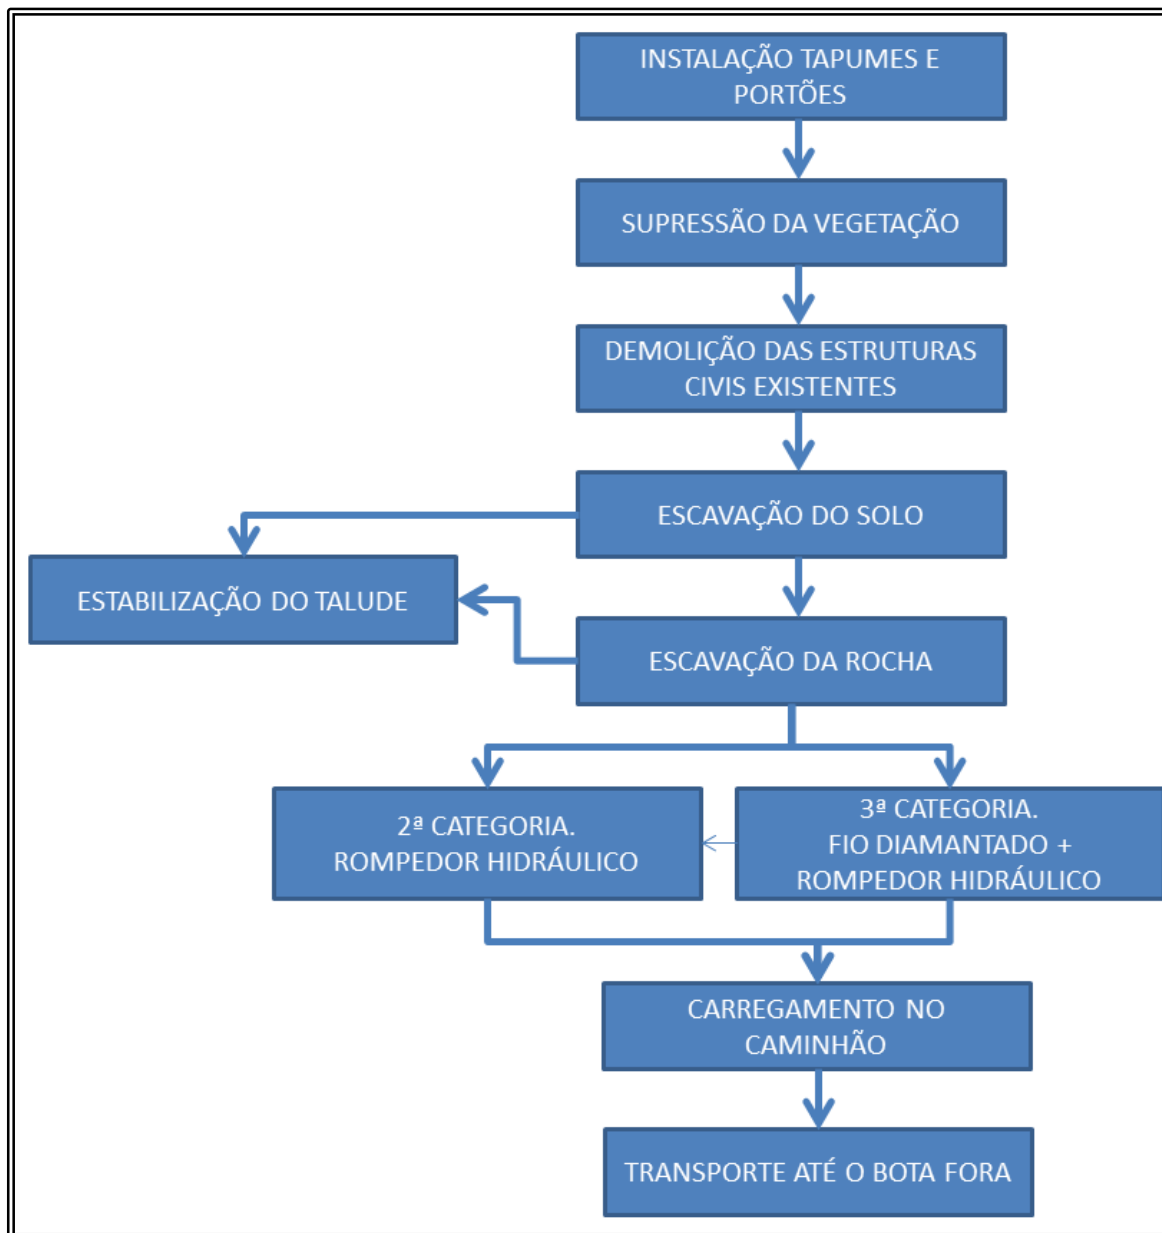 INSTALAÇÃO TAPUMES E
PORTÕES
SUPRESSÃO DA VEGETAÇÃO
DEMOLIÇÃO DAS ESTRUTURAS
CIVIS EXISTENTES
ESCAVAÇÃO DO SOLO
ESTABILIZAÇÃO DO TALUDE
ESCAVAÇÃO DA ROCHA
2ª CATEGORIA.
ROMPEDOR HIDRÁULICO
3ª CATEGORIA.
FIO DIAMANTADO +
ROMPEDOR HIDRÁULICO
CARREGAMENTO NO
CAMINHÃO
TRANSPORTE ATÉ O BOTA FORA